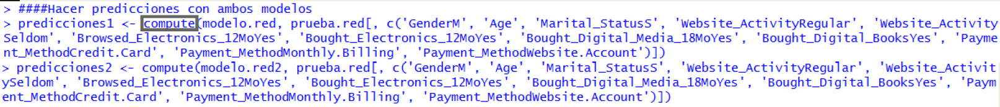 > ####Hacer predicciones con ambos modelos
> predicciones1 <- compute(modelo.red, prueba.red[, c('GenderM', 'Age', 'Marital_StatusS', 'Website_ActivityRegular', 'Website_Activity
Seldom', 'Browsed_Electronics_12MoYes', 'Bought_Electronics_12MoYes', 'Bought_Digital_Media_18MoYes', 'Bought_Digital_BooksYes', 'Payme
nt_MethodCredit.Card', 'Payment_MethodMonthly.Billing', 'Payment_MethodWebsite.Account')])
> predicciones2 <- compute(modelo.red2, prueba.red[, c('GenderM', 'Age', 'Marital_StatusS', 'Website_ActivityRegular', 'Website_Activit
ySeldom', 'Browsed_Electronics_12MoYes', 'Bought_Electronics_12MoYes', 'Bought_Digital_Media_18MoYes', 'Bought_Digital_BooksYes', 'Paym
ent_MethodCredit.Card', 'Payment_MethodMonthly.Billing', 'Payment_MethodWebsite.Account')])